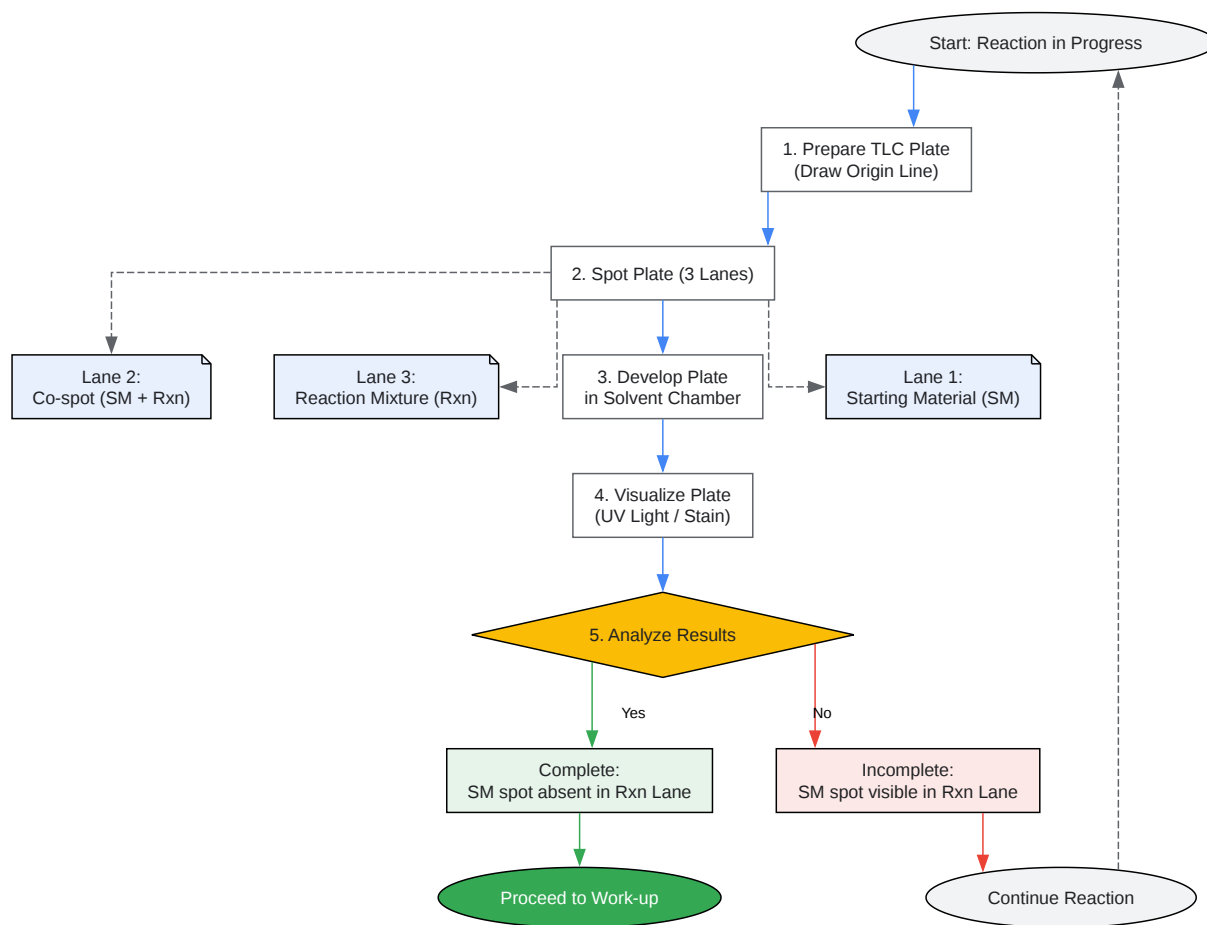 Start: Reaction in Progress
1. Prepare TLC Plate
(Draw Origin Line)
2. Spot Plate (3 Lanes)
Lane 2:
Co-spot (SM + Rxn)
Lane 3:
Reaction Mixture (Rxn)
3. Develop Plate
in Solvent Chamber
Lane 1:
Starting Material (SM)
4. Visualize Plate
(UV Light / Stain)
5. Analyze Results
Yes
No
Complete:
SM spot absent in Rxn Lane
Incomplete:
SM spot visible in Rxn Lane
Proceed to Work-up
Continue Reaction